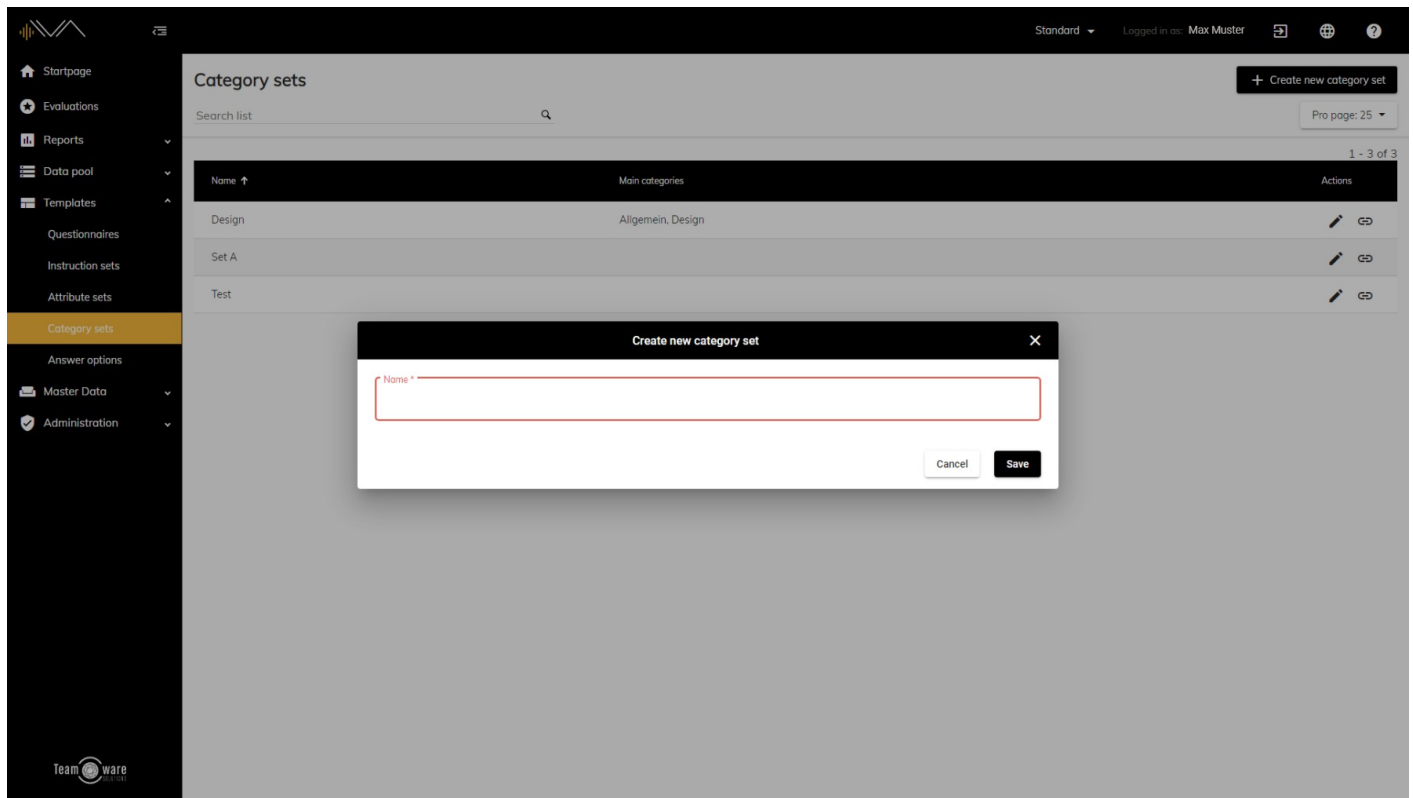 Standard
Logged in as: Max Muster
Startpage
Evaluations
Reports
Data pool
Templates
Questionnaires
Instruction sets
Attribute sets
Category sets
Answer options
Master Data
Administration
Team ware
SOLUTIONS
Category sets
+ Create new category set
Search list
Pro page: 25
1 - 3 of 3
Name ↑ Main categories Actions
Design Allgemein, Design
Set A
Test
Create new category set
Name *
Cancel Save